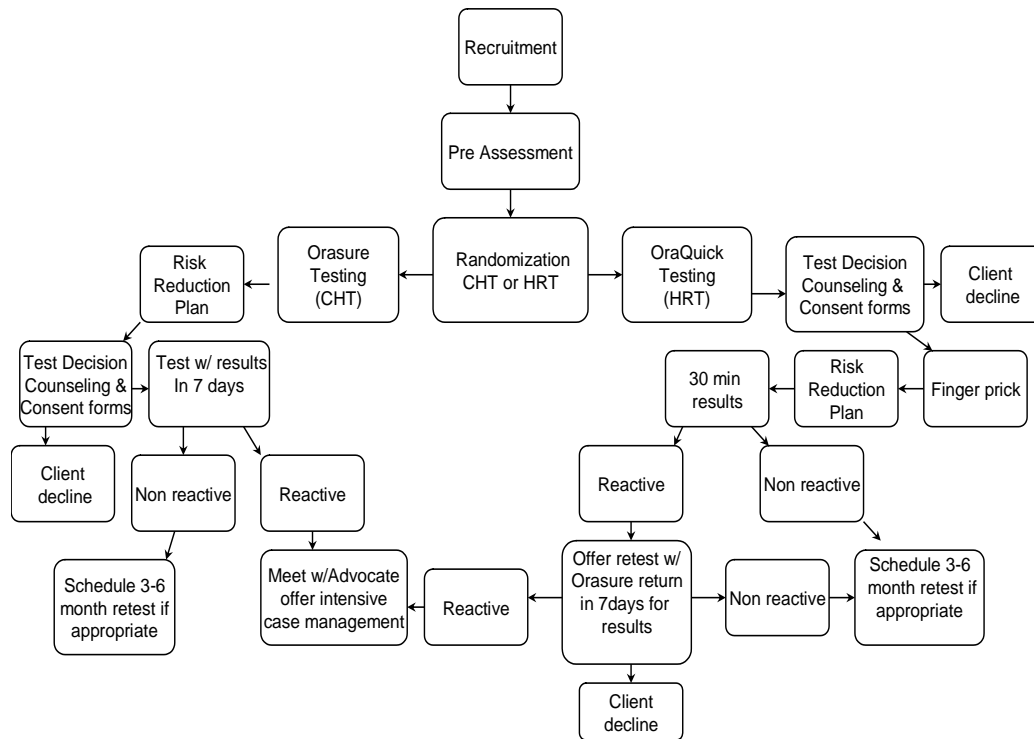 Recruitment
Pre Assessment
Randomization
CHT or HRT
Orasure
Testing
(CHT)
OraQuick
Testing
(HRT)
Risk
Reduction
Plan
Test Decision
Counseling &
Consent forms
Client
decline
Test Decision
Counseling &
Consent forms
Test w/ results
In 7 days
30 min
results
Risk
Reduction
Plan
Finger prick
Client
decline
Non reactive
Reactive
Reactive
Non reactive
Schedule 3-6
month retest if
appropriate
Meet w/Advocate
offer intensive
case management
Reactive
Offer retest w/
Orasure return
in 7days for
results
Non reactive
Schedule 3-6
month retest if
appropriate
Client
decline